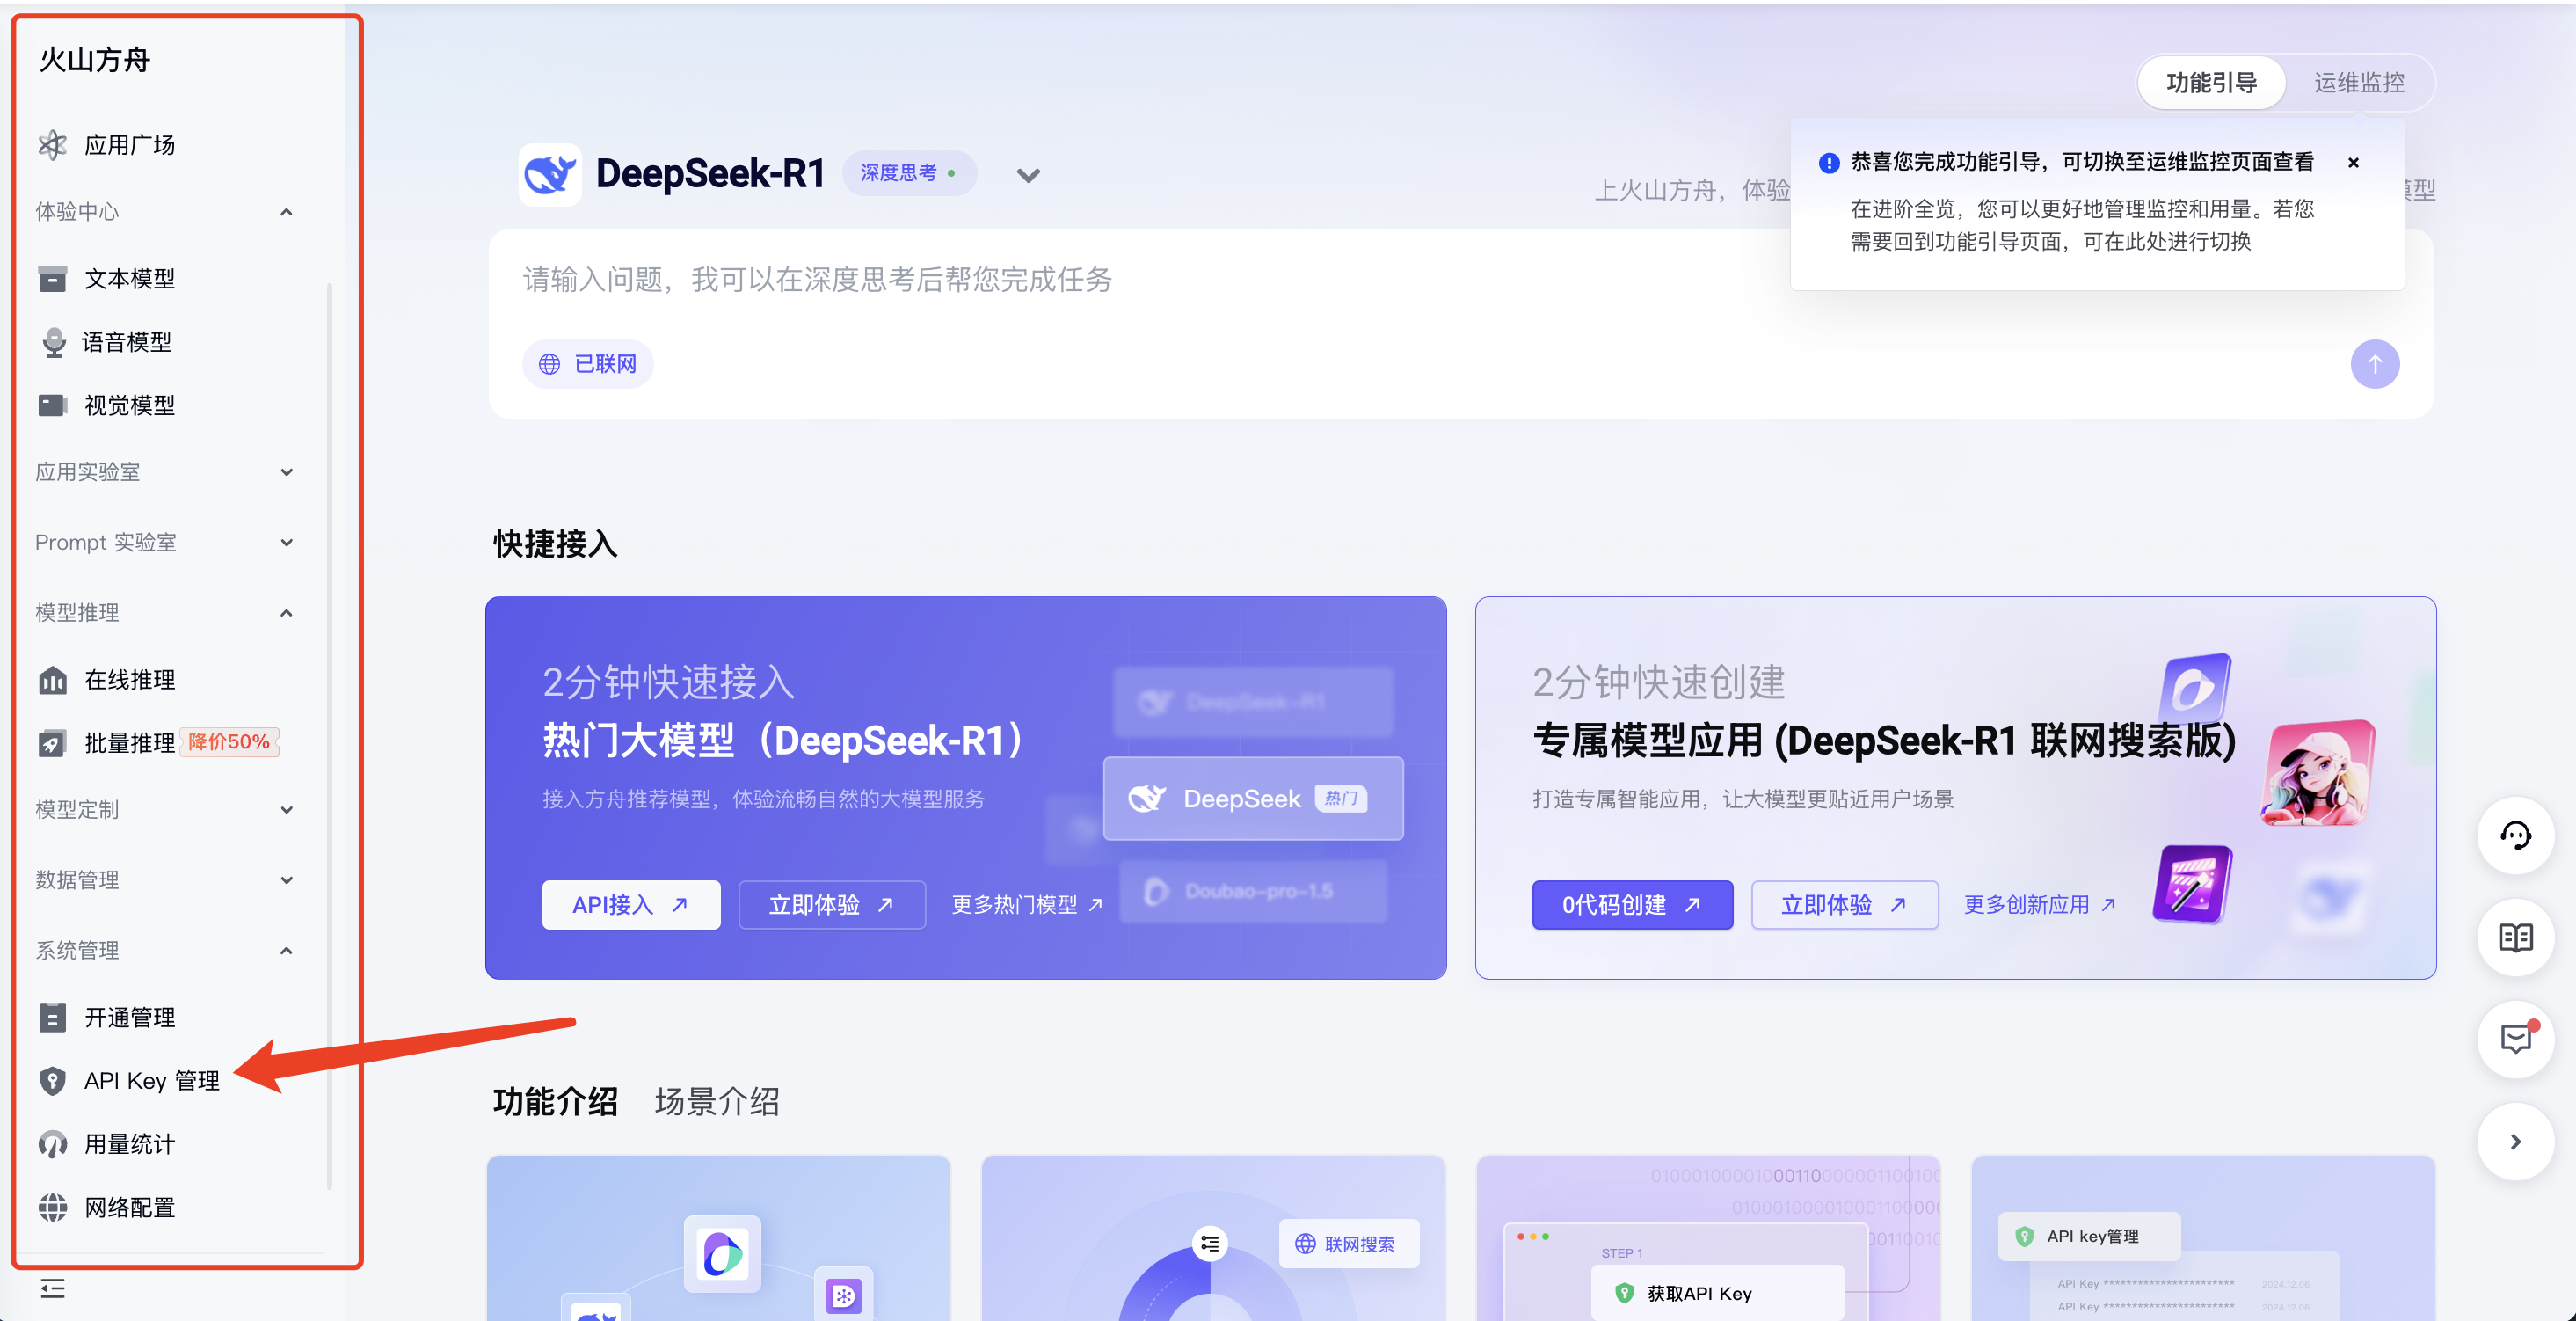 火山方舟
应用广场
体验中心
文本模型
语音模型
视觉模型
应用实验室
Prompt 实验室
模型推理
在线推理
批量推理 降价50%
模型定制
数据管理
系统管理
开通管理
API Key 管理
用量统计
网络配置
功能引导 运维监控
DeepSeek-R1 深度思考
上火山方舟，体验
模型
恭喜您完成功能引导，可切换至运维监控页面查看
在进阶全览，您可以更好地管理监控和用量。若您
需要回到功能引导页面，可在此处进行切换
请输入问题，我可以在深度思考后帮您完成任务
已联网
快捷接入
2分钟快速接入
热门大模型（DeepSeek-R1）
接入方舟推荐模型，体验流畅自然的大模型服务
API接入 立即体验 更多热门模型
DeepSeek-R1
DeepSeek 热门
Doubao-pro-1.5
2分钟快速创建
专属模型应用 (DeepSeek-R1 联网搜索版)
打造专属智能应用，让大模型更贴近用户场景
0代码创建 立即体验 更多创新应用
功能介绍 场景介绍
联网搜索
STEP 1
获取API Key
API key管理
API Key *********************** 2024.12.06
API Key *********************** 2024.12.06